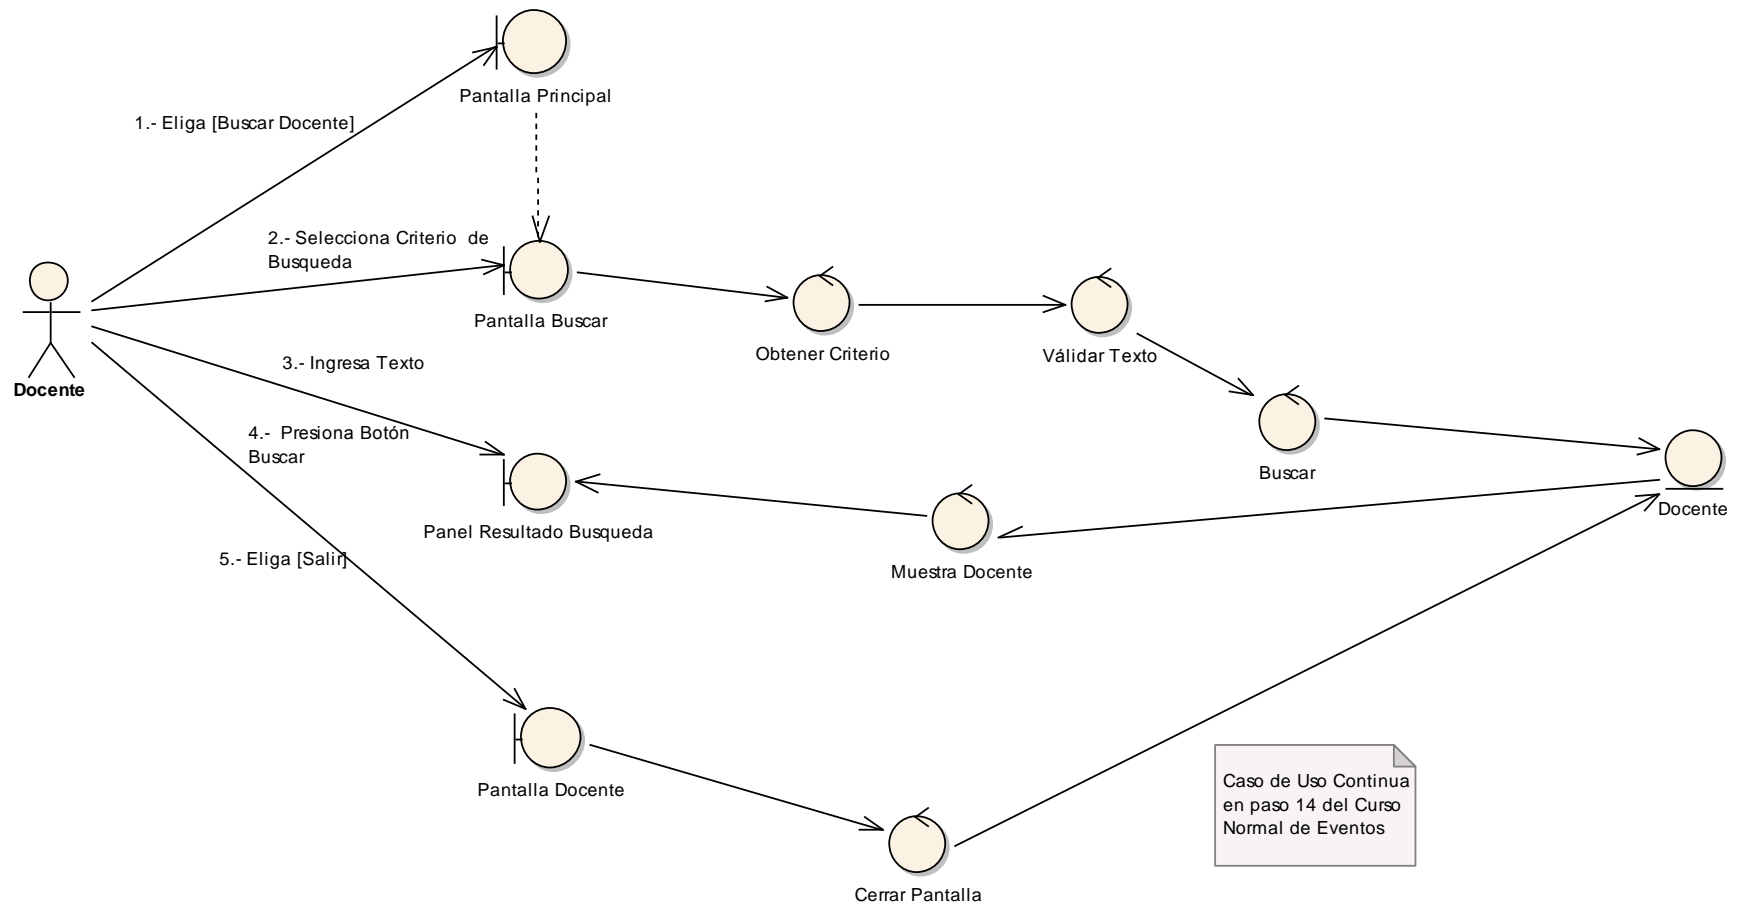 Pantalla Principal
1.- Eliga [Buscar Docente]
2.- Selecciona Criterio de
Busqueda
Pantalla Buscar
Obtener Criterio
Válidar Texto
3.- Ingresa Texto
Docente
4.- Presiona Botón
Buscar
Buscar
Docente
Panel Resultado Busqueda
5.- Eliga [Salir]
Muestra Docente
Pantalla Docente
Caso de Uso Continua
en paso 14 del Curso
Normal de Eventos
Cerrar Pantalla